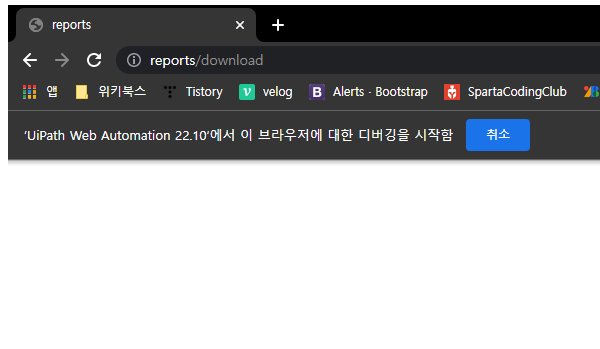 reports
reports/download
앱 위키북스 Tistory velog Alerts · Bootstrap SpartaCodingClub
'UiPath Web Automation 22.10'에서 이 브라우저에 대한 디버깅을 시작함 취소